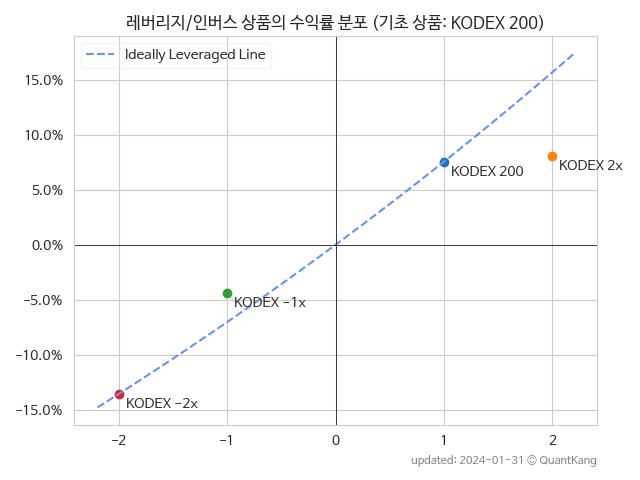 레버리지/인버스 상품의 수익률 분포 (기초 상품: KODEX 200)
Ideally Leveraged Line
15.0%
10.0%
5.0%
0.0%
−5.0%
−10.0%
−15.0%
KODEX 200
KODEX 2x
KODEX −1x
KODEX −2x
−2
−1
0
1
2
updated: 2024-01-31 © QuantKang